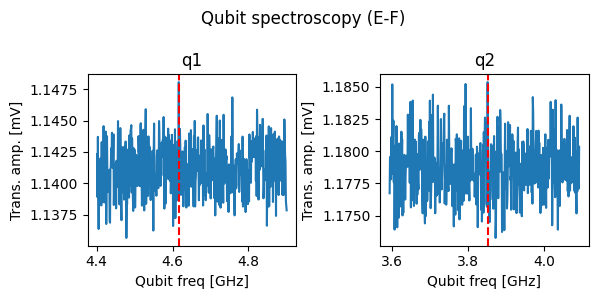 Qubit spectroscopy (E-F)
q1
q2
Trans. amp. [mV]
1.1475
1.1450
1.1425
1.1400
1.1375
4.4
4.6
4.8
Qubit freq [GHz]
Trans. amp. [mV]
1.1850
1.1825
1.1800
1.1775
1.1750
3.6
3.8
4.0
Qubit freq [GHz]